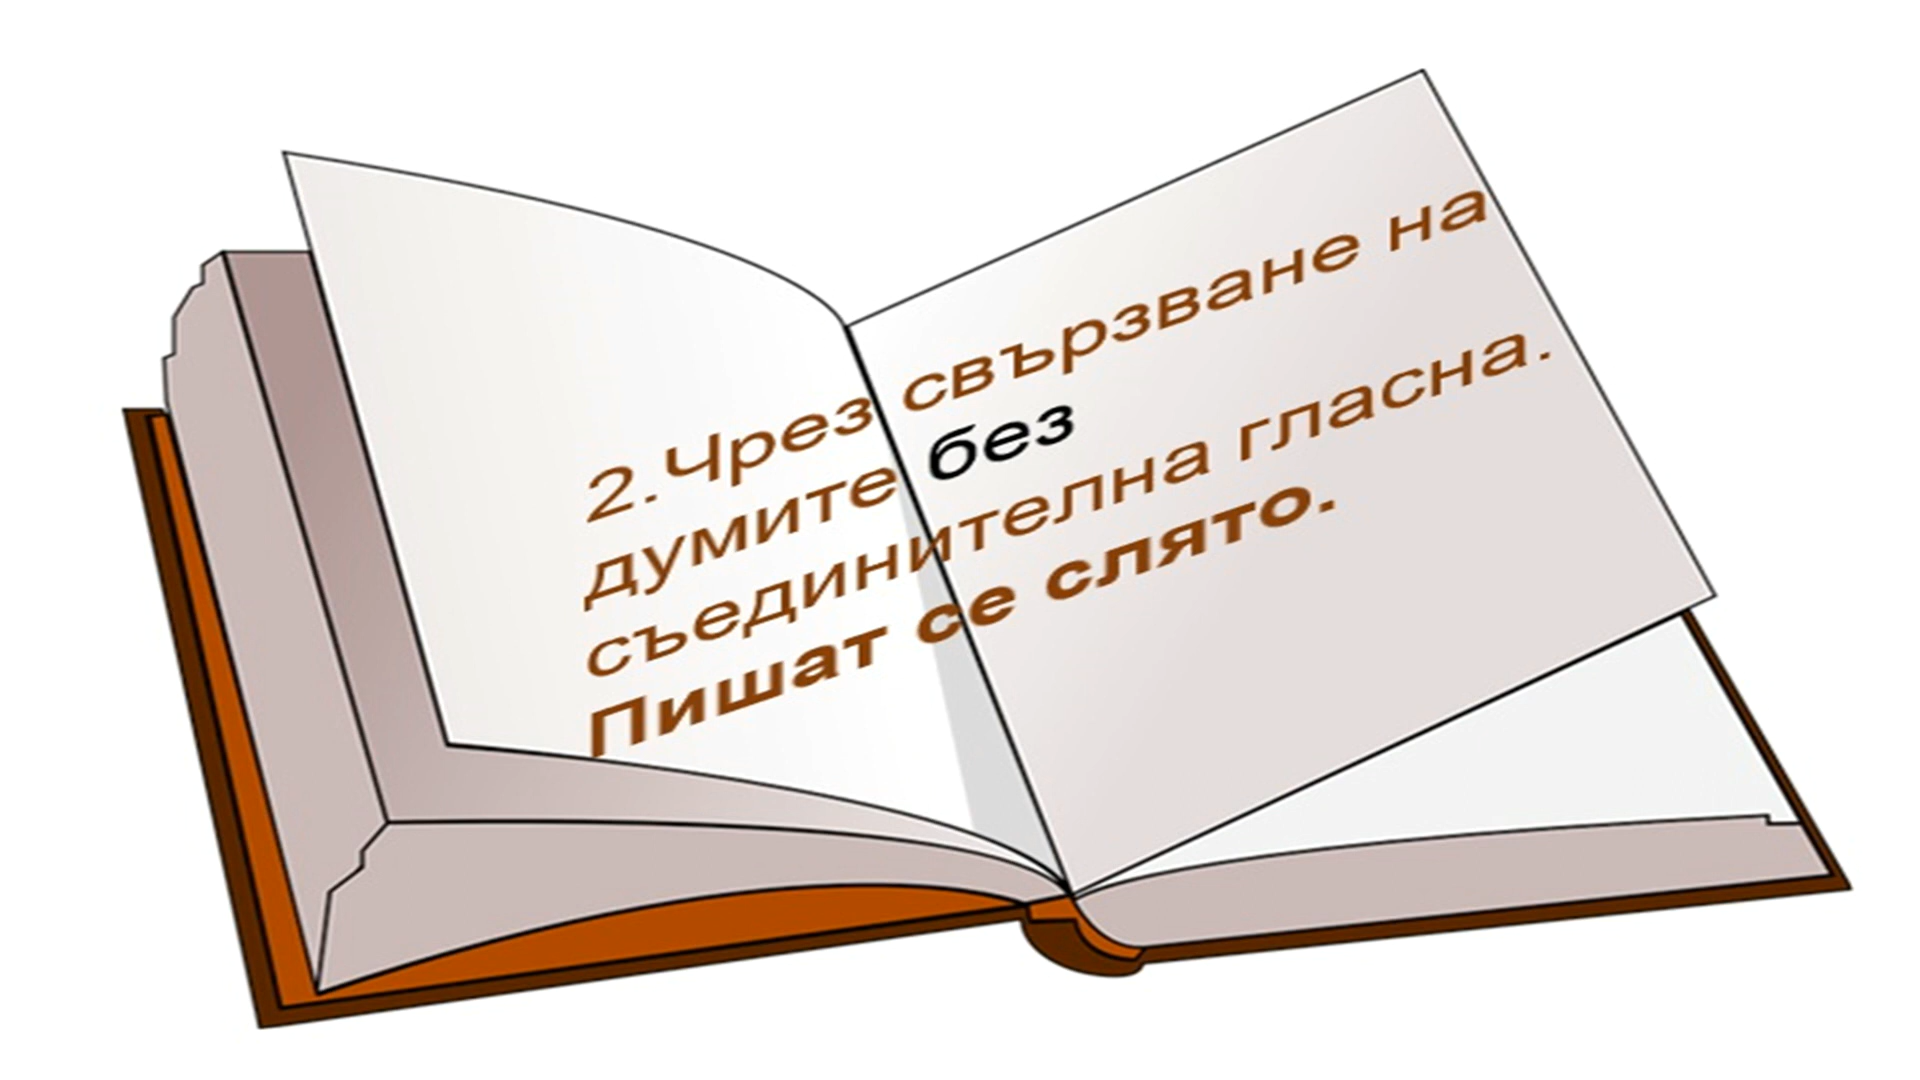 2.Чрез свързване на
думите без
съединителна гласна.
Пишат се слято.